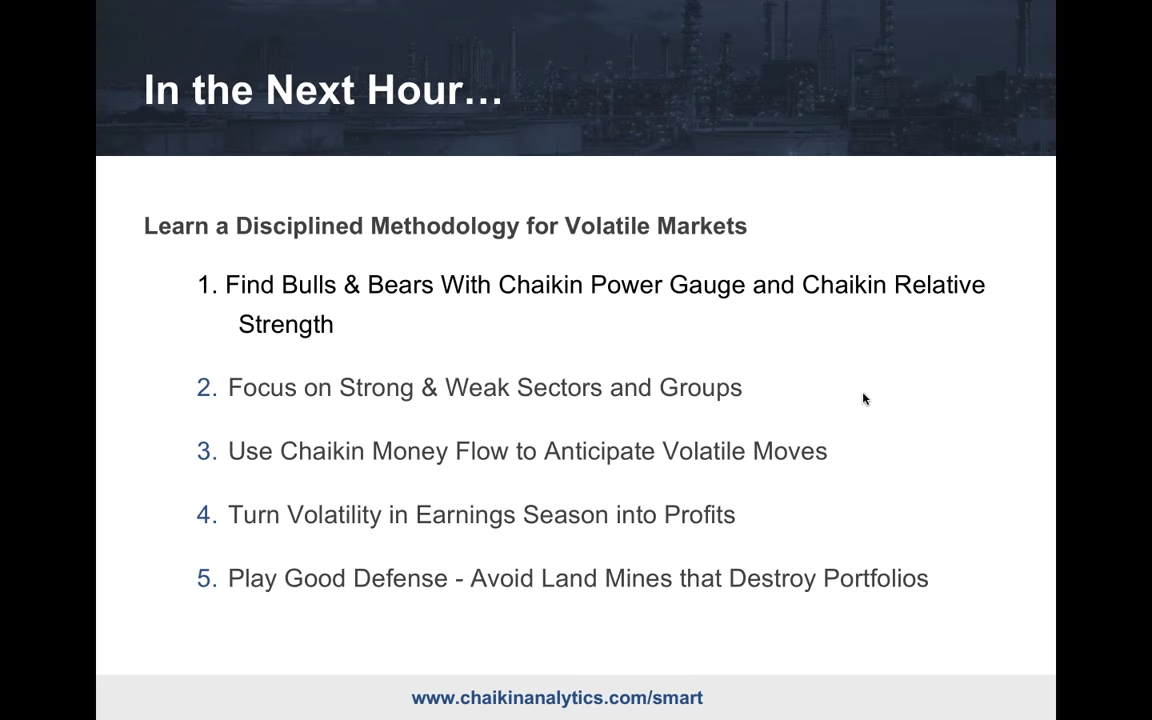 In the Next Hour…
Learn a Disciplined Methodology for Volatile Markets
1. Find Bulls & Bears With Chaikin Power Gauge and Chaikin Relative
Strength
2. Focus on Strong & Weak Sectors and Groups
3. Use Chaikin Money Flow to Anticipate Volatile Moves
4. Turn Volatility in Earnings Season into Profits
5. Play Good Defense - Avoid Land Mines that Destroy Portfolios
www.chaikinanalytics.com/smart